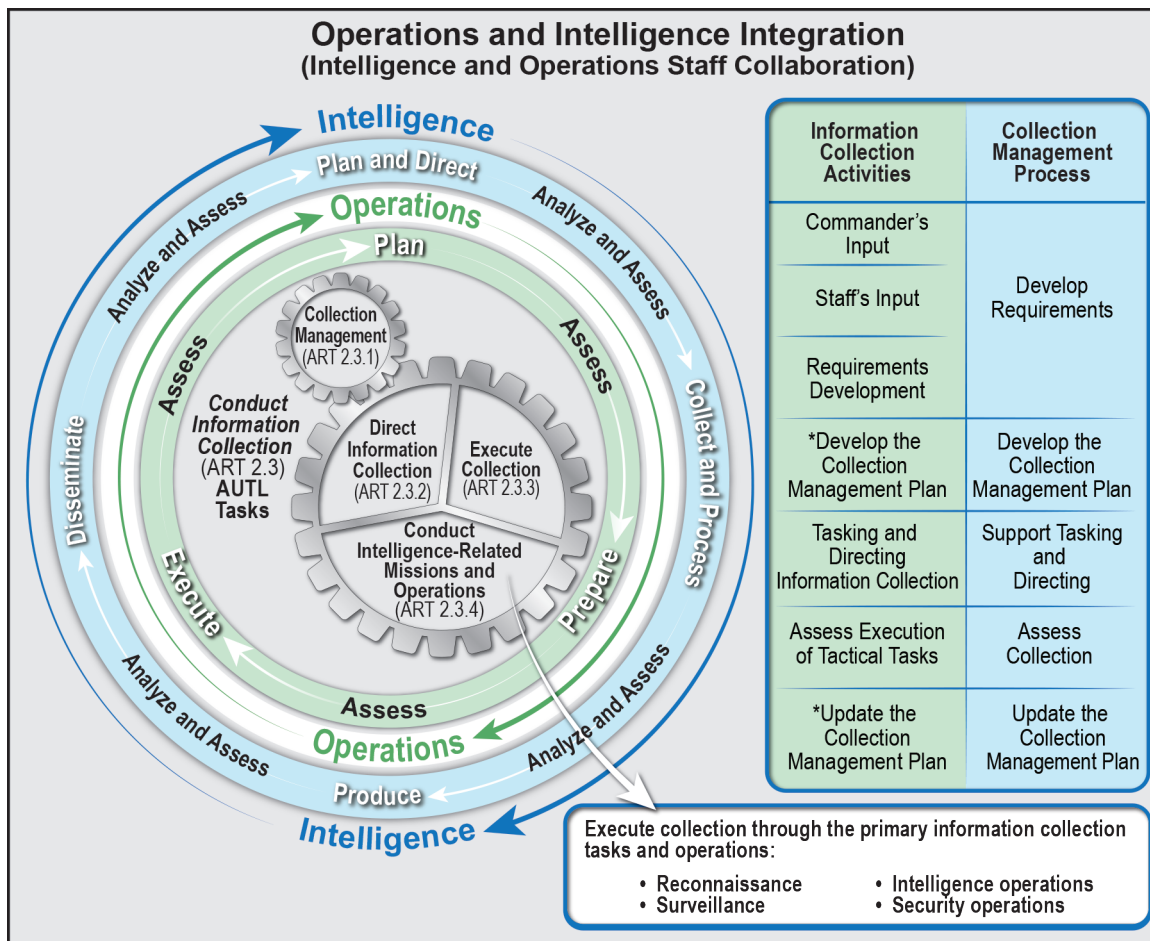 Operations and Intelligence Integration
(Intelligence and Operations Staff Collaboration)
Intelligence
Plan and Direct
Analyze and Assess
Analyze and Assess
Operations
Plan
Assess
Assess
Collection
Management
(ART 2.3.1)
Conduct
Information
Collection
(ART 2.3)
AUTL
Tasks
Direct
Information
Collection
(ART 2.3.2)
Execute
Collection
(ART 2.3.3)
Conduct
Intelligence-Related
Missions and
Operations
(ART 2.3.4)
Disseminate
Collect and Process
Execute
Prepare
Assess
Operations
Analyze and Assess
Analyze and Assess
Produce
Intelligence
Information
Collection
Activities
Collection
Management
Process
Commander's
Input
Staff's Input
Requirements
Development
Develop
Requirements
*Develop the
Collection
Management Plan
Develop the
Collection
Management Plan
Tasking and
Directing
Information Collection
Support Tasking
and
Directing
Assess Execution
of Tactical Tasks
Assess
Collection
*Update the
Collection
Management Plan
Update the
Collection
Management Plan
Execute collection through the primary information collection
tasks and operations:
• Reconnaissance
• Surveillance
• Intelligence operations
• Security operations